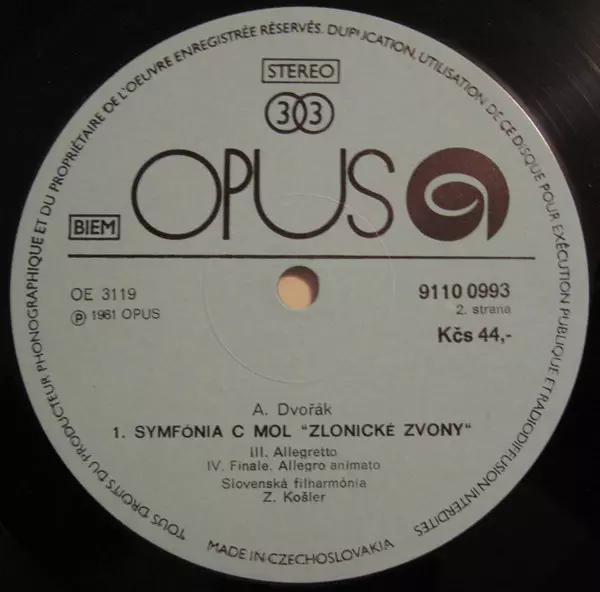 TOUS DROITS DU PRODUCTEUR PHONOGRAPHIQUE ET DU PROPRIÉTAIRE DE L'OEUVRE ENREGISTRÉE RÉSERVÉS. DUPLICATION, UTILISATION DE CE DISQUE POUR EXÉCUTION PUBLIQUE ET RADIODIFFUSION INTERDITES
STEREO
33
OPUS
BIEM
OE 3119
9110 0993
℗ 1981 OPUS
2. strana
Kčs 44,-
A. Dvořák
1. SYMFÓNIA C MOL "ZLONICKÉ ZVONY"
III. Allegretto
IV. Finale. Allegro animato
Slovenská filharmónia
Z. Košler
MADE IN CZECHOSLOVAKIA